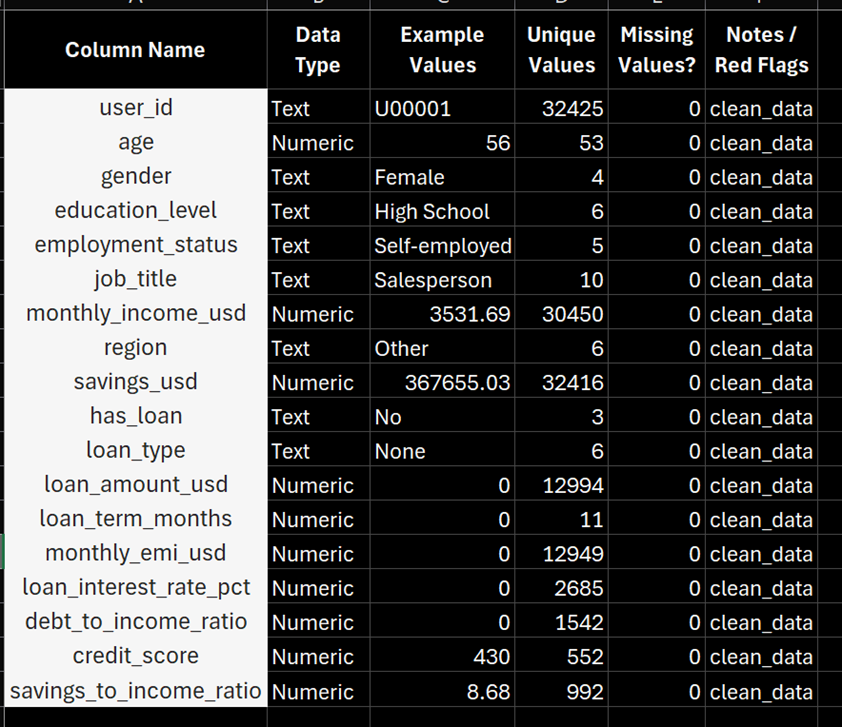 Column Name Data Type Example Values Unique Values Missing Values? Notes / Red Flags
user_id Text U00001 32425 0 clean_data
age Numeric 56 53 0 clean_data
gender Text Female 4 0 clean_data
education_level Text High School 6 0 clean_data
employment_status Text Self-employed 5 0 clean_data
job_title Text Salesperson 10 0 clean_data
monthly_income_usd Numeric 3531.69 30450 0 clean_data
region Text Other 6 0 clean_data
savings_usd Numeric 367655.03 32416 0 clean_data
has_loan Text No 3 0 clean_data
loan_type Text None 6 0 clean_data
loan_amount_usd Numeric 0 12994 0 clean_data
loan_term_months Numeric 0 11 0 clean_data
monthly_emi_usd Numeric 0 12949 0 clean_data
loan_interest_rate_pct Numeric 0 2685 0 clean_data
debt_to_income_ratio Numeric 0 1542 0 clean_data
credit_score Numeric 430 552 0 clean_data
savings_to_income_ratio Numeric 8.68 992 0 clean_data